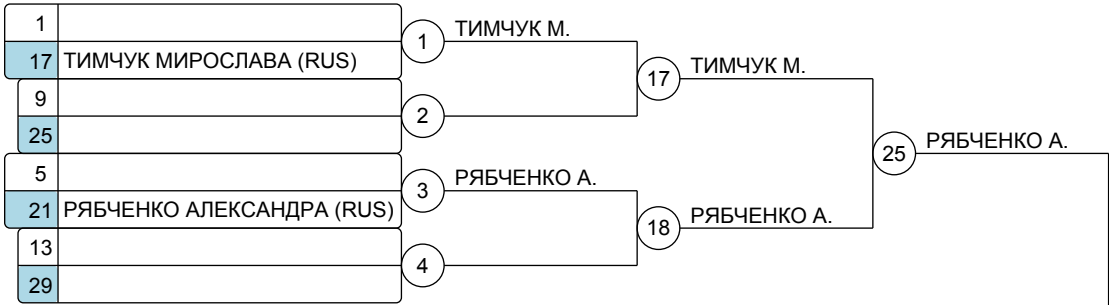 1
17 ТИМЧУК МИРОСЛАВА (RUS)
9
25
5
21 РЯБЧЕНКО АЛЕКСАНДРА (RUS)
13
29
1 ТИМЧУК М.
2
3 РЯБЧЕНКО А.
4
17 ТИМЧУК М.
18 РЯБЧЕНКО А.
25 РЯБЧЕНКО А.